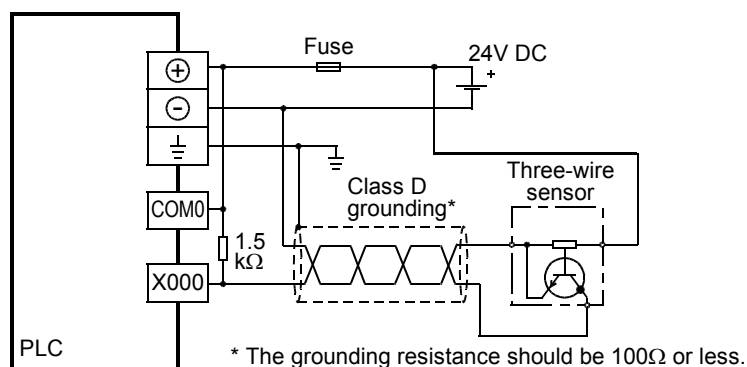 Fuse
24V DC
+
+
−
Three-wire
sensor
Class D
grounding*
COM0
1.5
kΩ
X000
PLC
* The grounding resistance should be 100Ω or less.